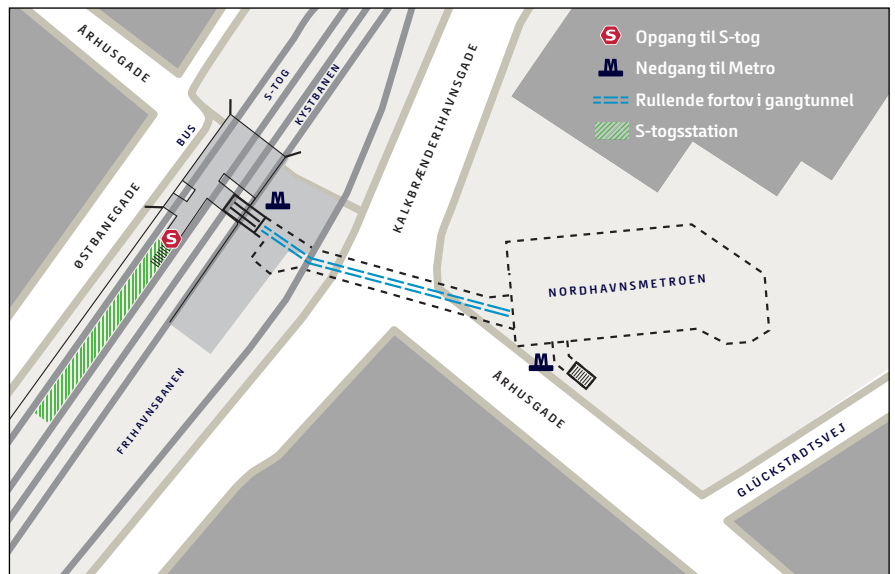 ÅRHUSGADE
S-TOG
KYSTBANEN
BUS
ØSTBANEGADE
KALKBRÆNDERIHAVNSGADE
S Opgang til S-tog
M Nedgang til Metro
Rullende fortov i gangtunnel
S-togsstation
M
S
NORDHAVNSMETROEN
M
FRIHAVNSBANEN
ÅRHUSGADE
GLÜCKSTADTSVEJ